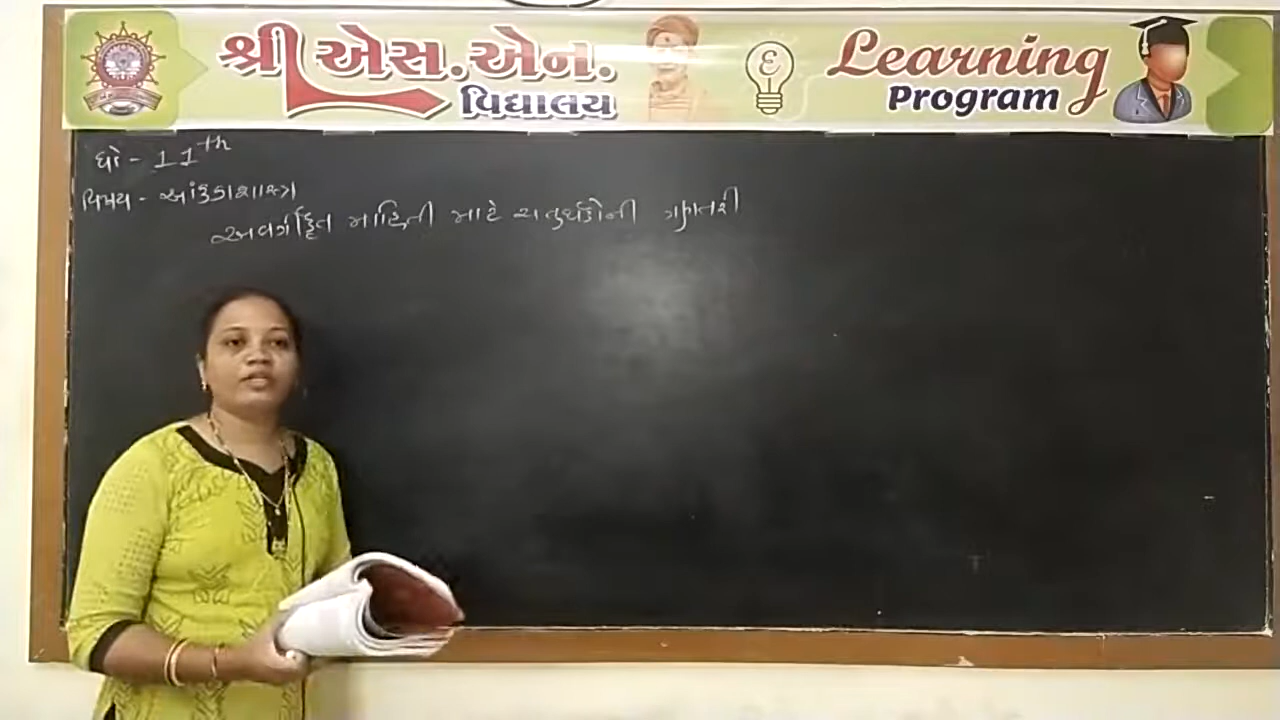 શ્રી એસ.એન.
વિદ્યાલય
Learning
Program
ધો - 11th
વિષય - આંકડાશાસ્ત્ર
અવર્ગીકૃત માહિતી માટે ચતુર્થકોની ગણતરી